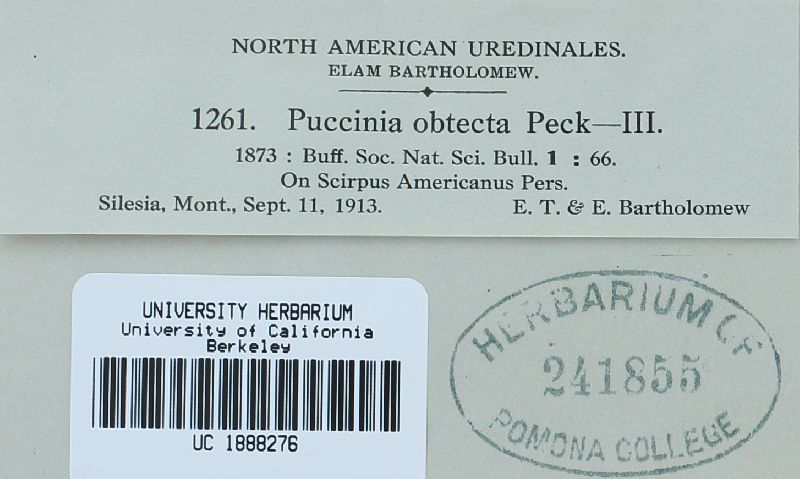 NORTH AMERICAN UREDINALES.
ELAM BARTHOLOMEW.
1261. Puccinia obtecta Peck—III.
1873 : Buff. Soc. Nat. Sci. Bull. 1 : 66.
On Scirpus Americanus Pers.
Silesia, Mont., Sept. 11, 1913. E. T. & E. Bartholomew
UNIVERSITY HERBARIUM
University of California
Berkeley
UC 1888276
HERBARIUM OF
241855
POMONA COLLEGE